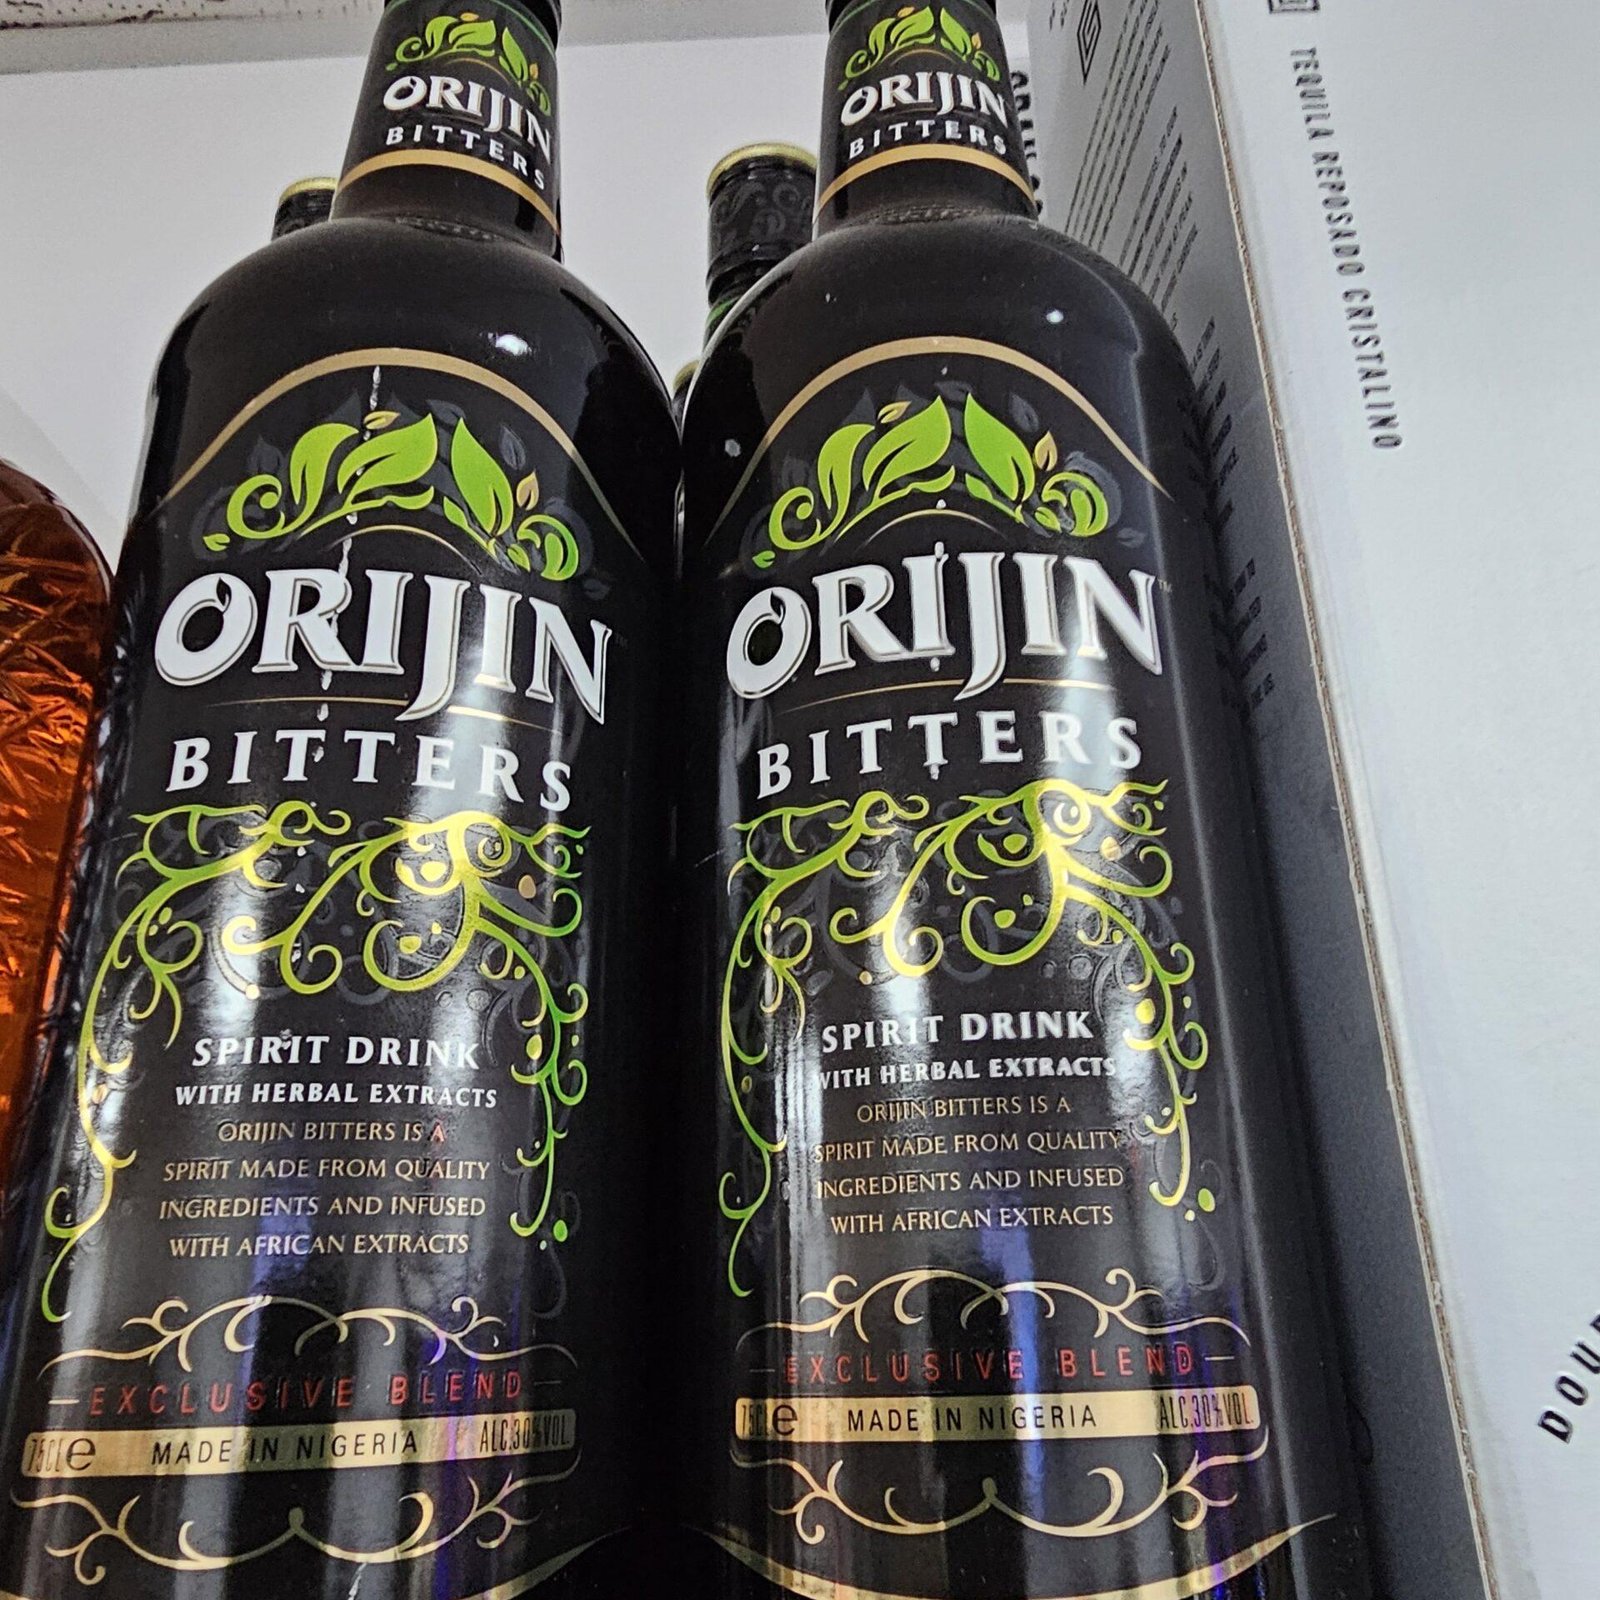 ORIJIN
BITTERS
ORIJIN
BITTERS
SPIRIT DRINK
WITH HERBAL EXTRACTS
ORIJIN BITTERS IS A
SPIRIT MADE FROM QUALITY
INGREDIENTS AND INFUSED
WITH AFRICAN EXTRACTS
EXCLUSIVE BLEND
75CL e MADE IN NIGERIA ALC.30%VOL.
ORIJIN
BITTERS
ORIJIN™
BITTERS
SPIRIT DRINK
WITH HERBAL EXTRACTS
ORIJIN BITTERS IS A
SPIRIT MADE FROM QUALITY
INGREDIENTS AND INFUSED
WITH AFRICAN EXTRACTS
EXCLUSIVE BLEND
75CL e MADE IN NIGERIA ALC.30%VOL.
TEQUILA REPOSADO CRISTALINO